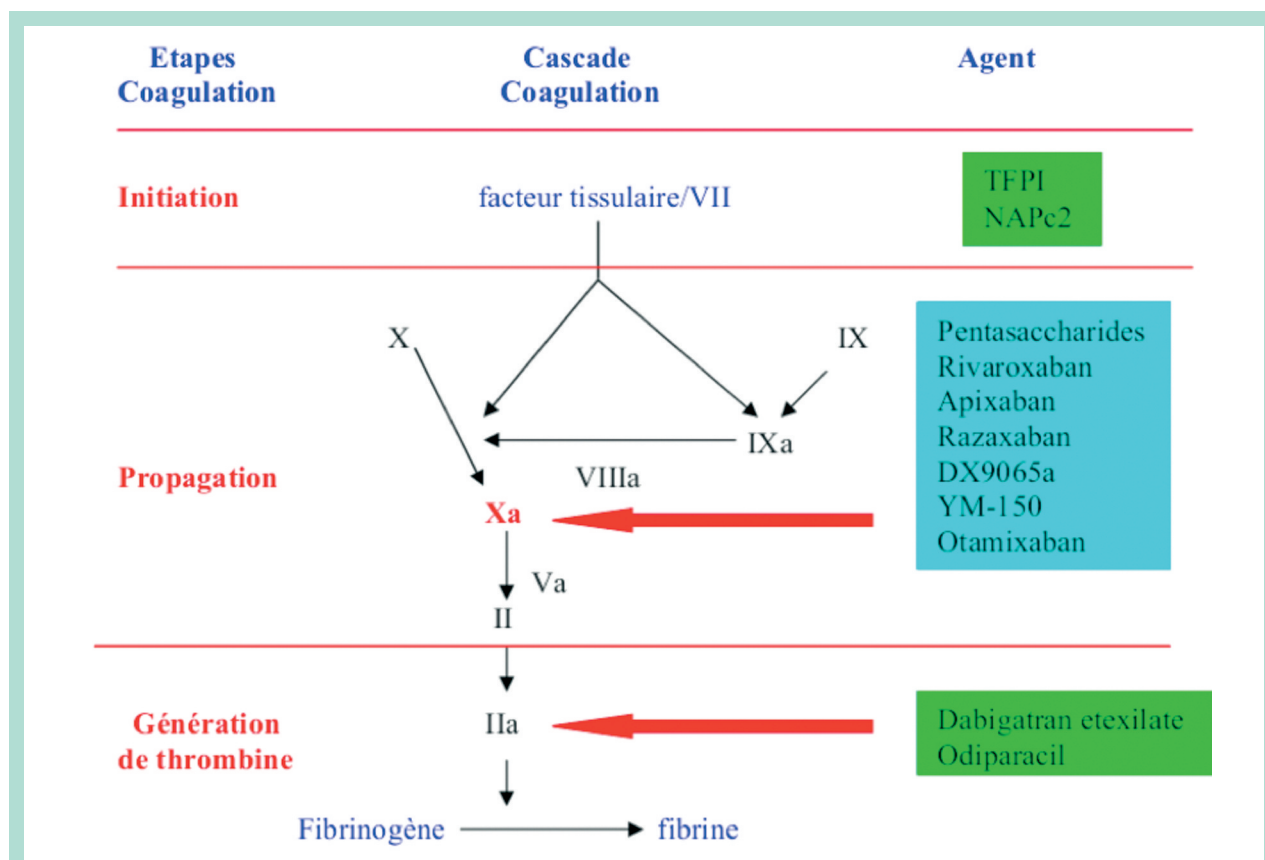 Etapes
Coagulation
Cascade
Coagulation
Agent
Initiation
facteur tissulaire/VII
TFPI
NAPc2
Propagation
X
IX
IXa
VIIIa
Xa
Va
II
Pentasaccharides
Rivaroxaban
Apixaban
Razaxaban
DX9065a
YM-150
Otamixaban
Génération
de thrombine
IIa
Dabigatran etexilate
Odiparacil
Fibrinogène
fibrine